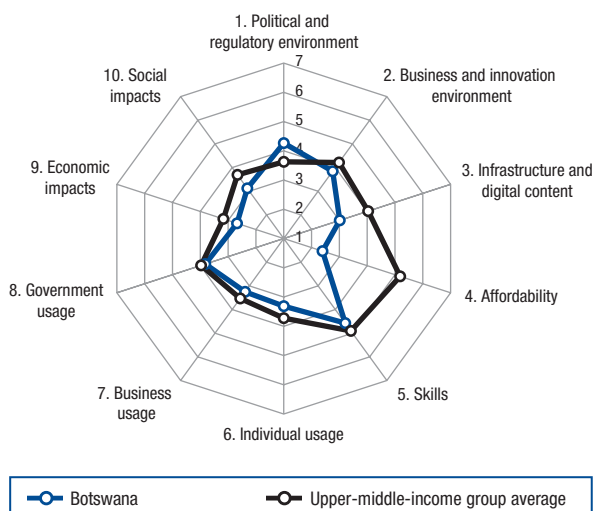 1. Political and
regulatory environment
2. Business and innovation
environment
3. Infrastructure and
digital content
4. Affordability
5. Skills
6. Individual usage
7. Business
usage
8. Government
usage
9. Economic
impacts
10. Social
impacts
7
6
5
4
3
2
1
Botswana
Upper-middle-income group average